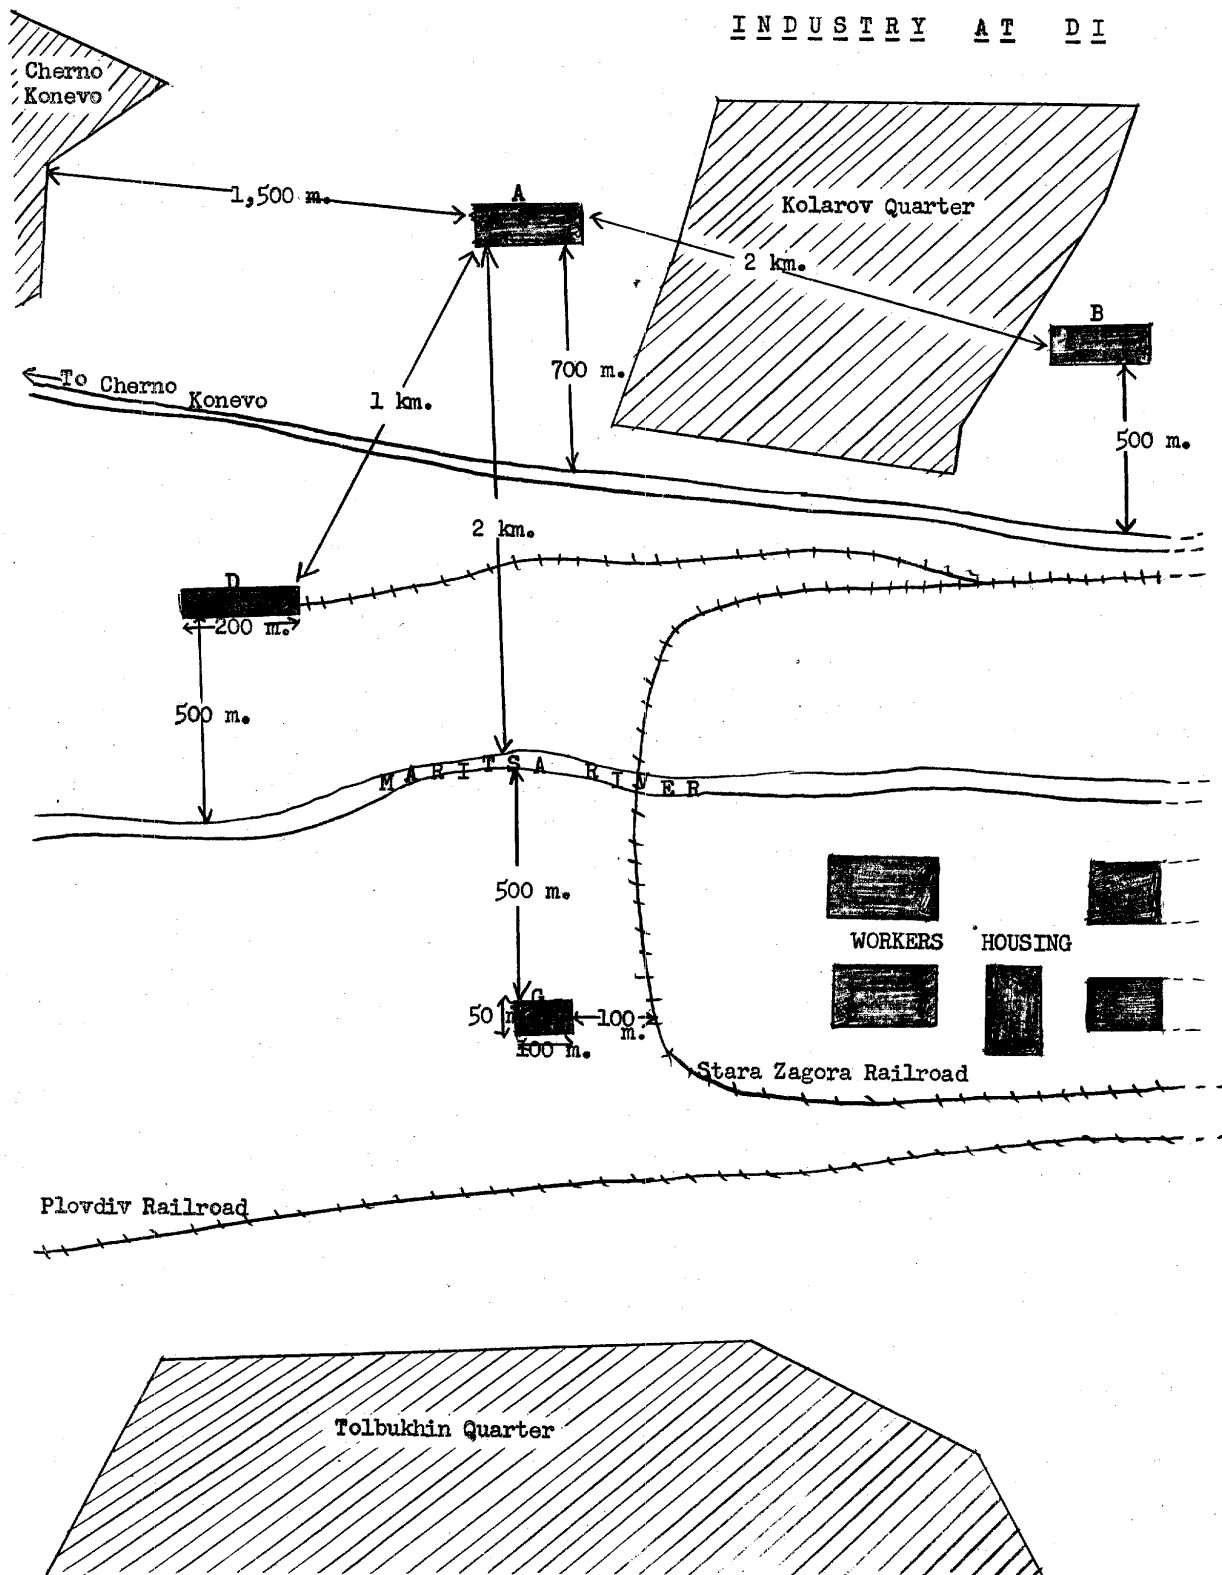 INDUSTRY AT DI
Cherno
Konevo
1,500 m.
A
Kolarov Quarter
2 km.
B
700 m.
To Cherno
Konevo
1 km.
500 m.
2 km.
D
200 m.
500 m.
MARITSA RIVER
500 m.
WORKERS HOUSING
G
50 m
100
m.
100 m.
Stara Zagora Railroad
Plovdiv Railroad
Tolbukhin Quarter